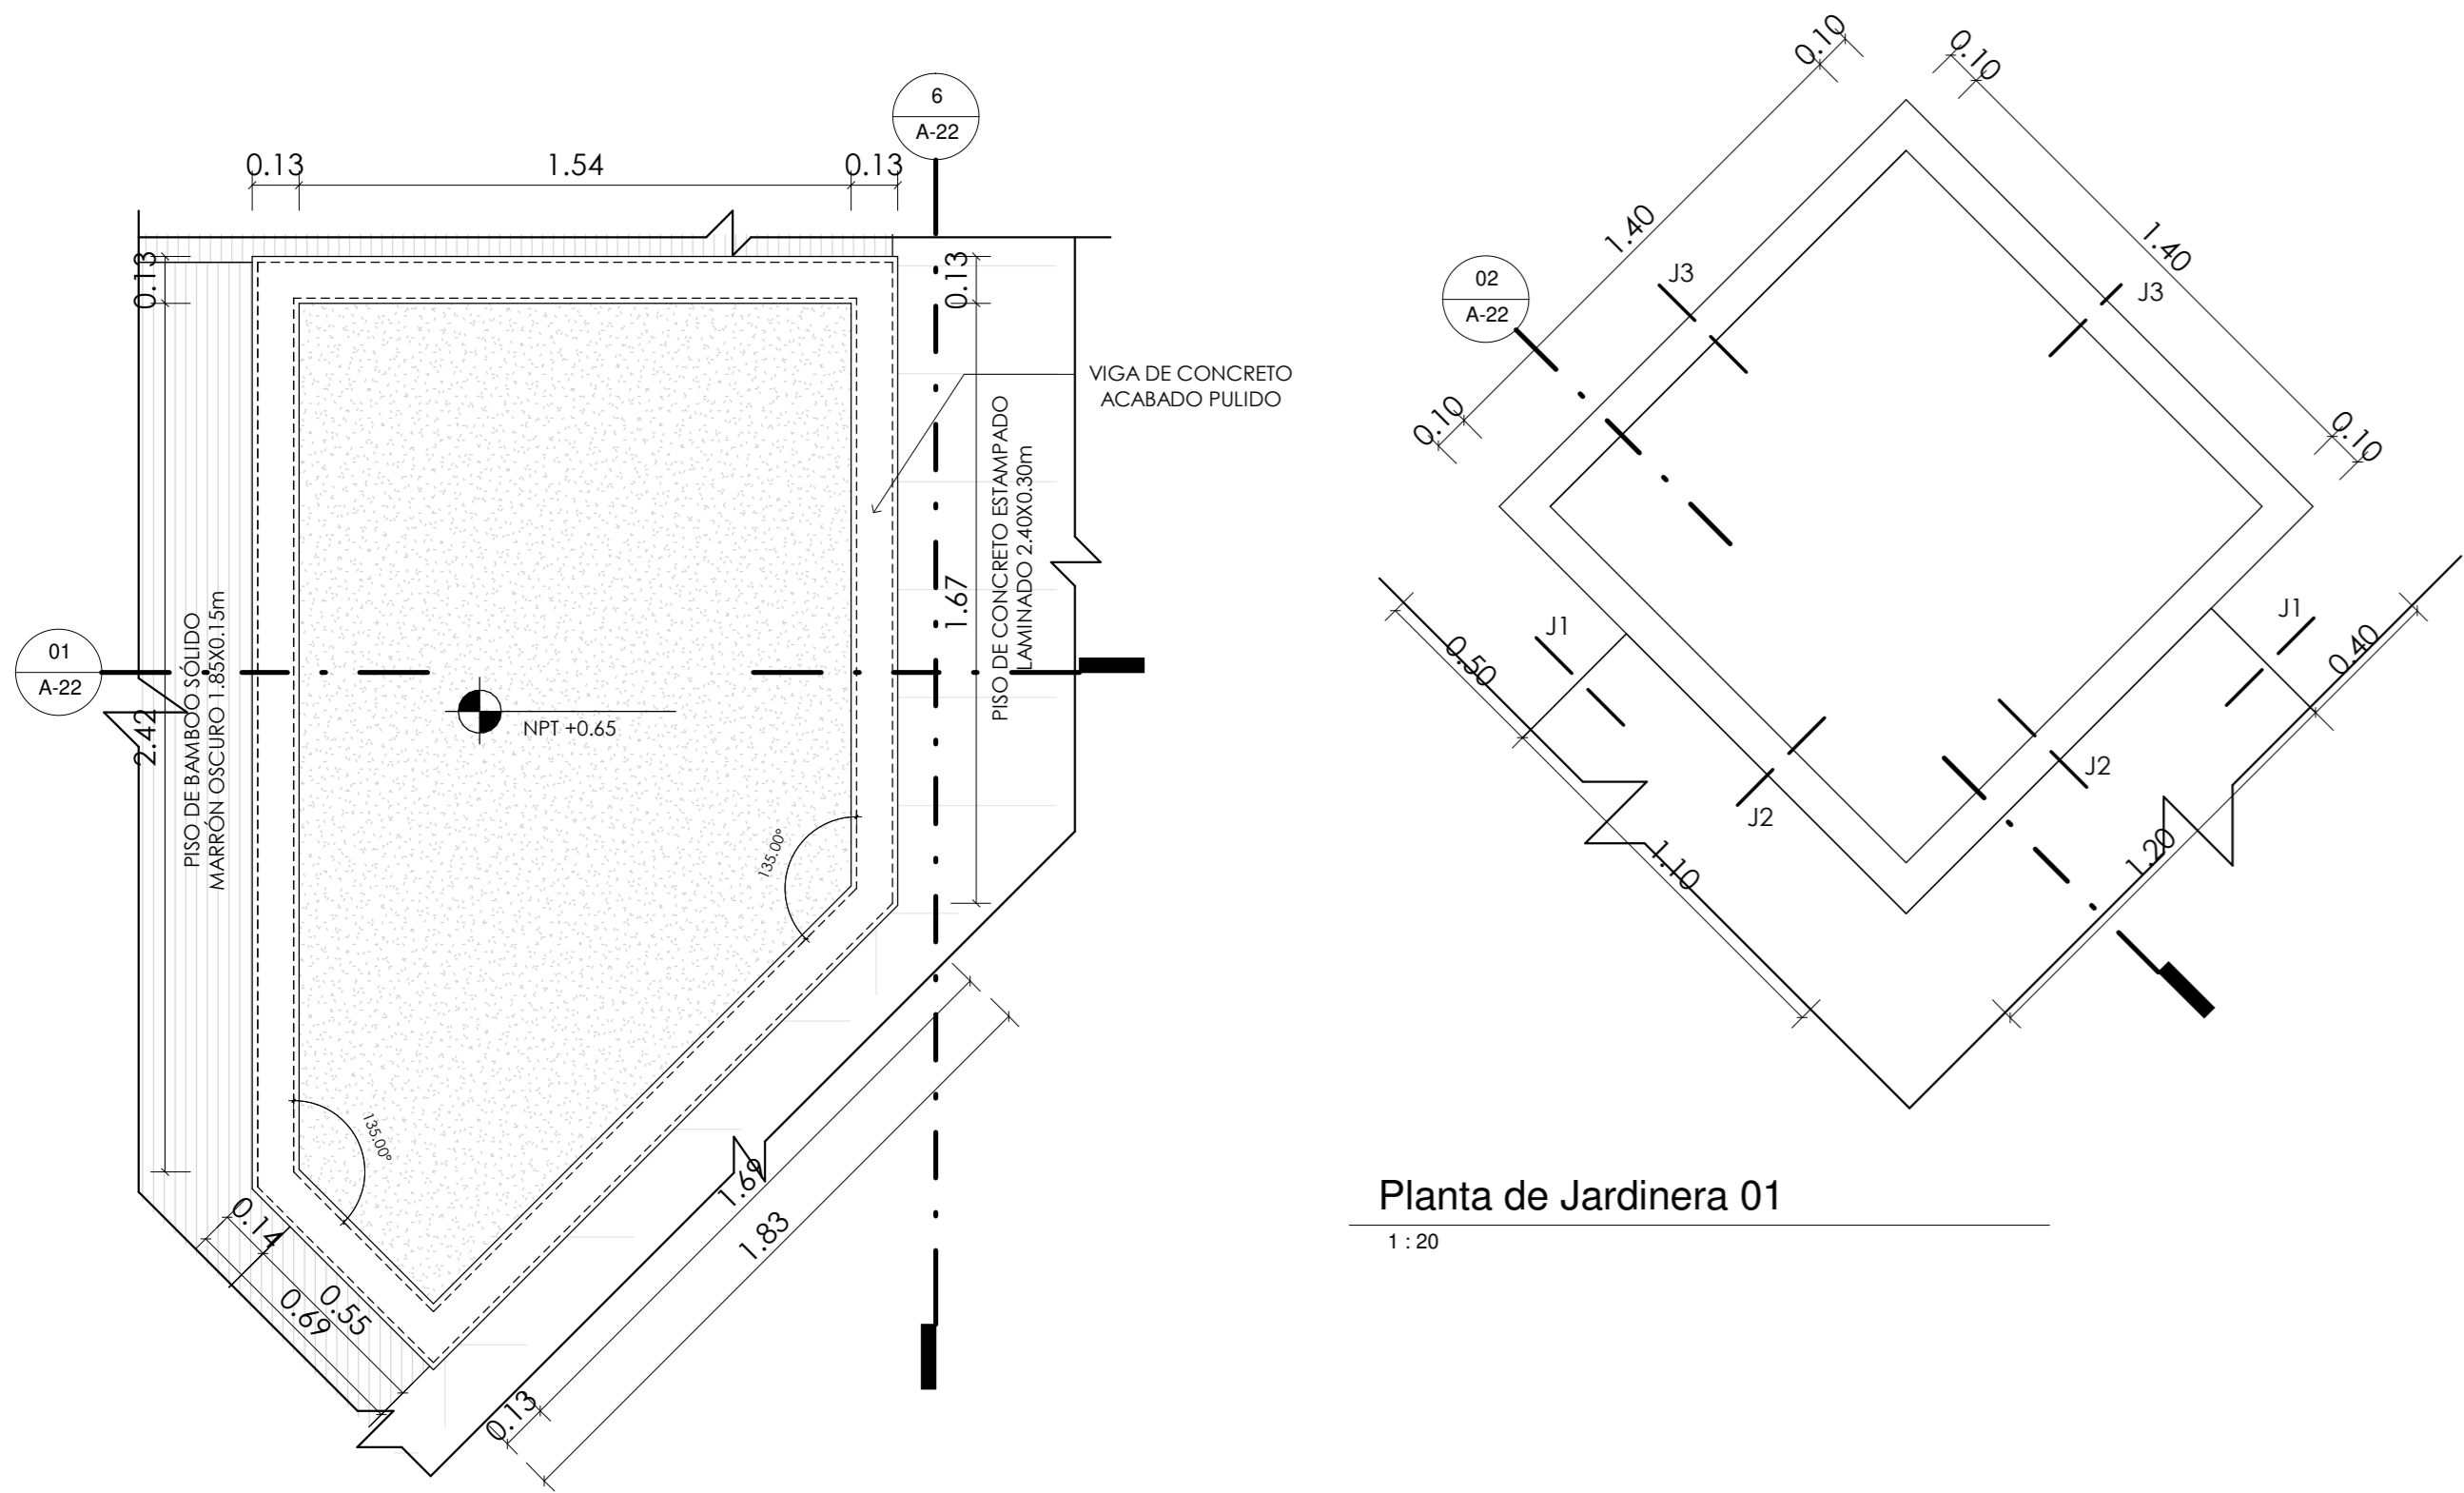 6
A-22
0.13
1.54
0.13
0.13
0.13
VIGA DE CONCRETO
ACABADO PULIDO
PISO DE CONCRETO ESTAMPADO
LAMINADO 2.40X0.30m
1.67
01
A-22
2.42
PISO DE BAMBOO SÓLIDO
MARRÓN OSCURO 1.85X0.15m
NPT +0.65
135.00°
135.00°
0.14
0.55
0.69
1.69
1.83
0.13
0.10
0.10
1.40
1.40
J3
J3
02
A-22
0.10
0.10
J1
J1
0.50
0.40
J2
J2
1.10
1.20
Planta de Jardinera 01
1 : 20